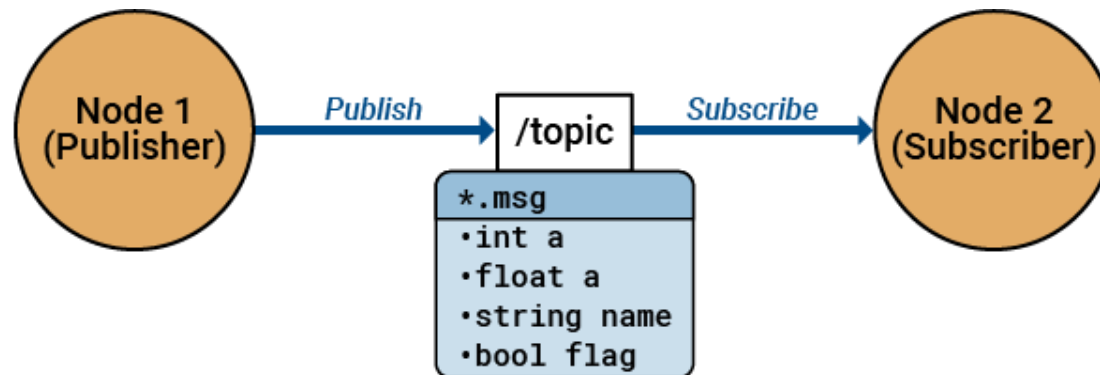 Node 1
(Publisher)
Publish
/topic
Subscribe
Node 2
(Subscriber)
*.msg
•int a
•float a
•string name
•bool flag